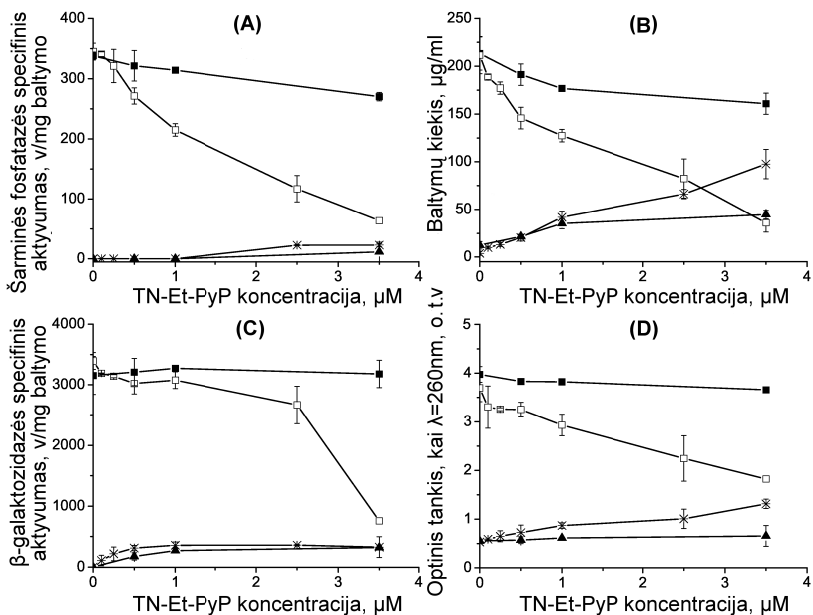 (A)
Šarminės fosfatazės specifinis
aktyvumas, v/mg baltymo
400
300
200
100
0
0 1 2 3 4
TN-Et-PyP koncentracija, µM
(B)
Baltymų kiekis, µg/ml
250
200
150
100
50
0
0 1 2 3 4
TN-Et-PyP koncentracija, µM
(C)
β-galaktozidazės specifinis
aktyvumas, v/mg baltymo
4000
3000
2000
1000
0
0 1 2 3 4
TN-Et-PyP koncentracija, µM
(D)
Optinis tankis, kai λ=260nm, o.t.v
5
4
3
2
1
0
0 1 2 3 4
TN-Et-PyP koncentracija, µM